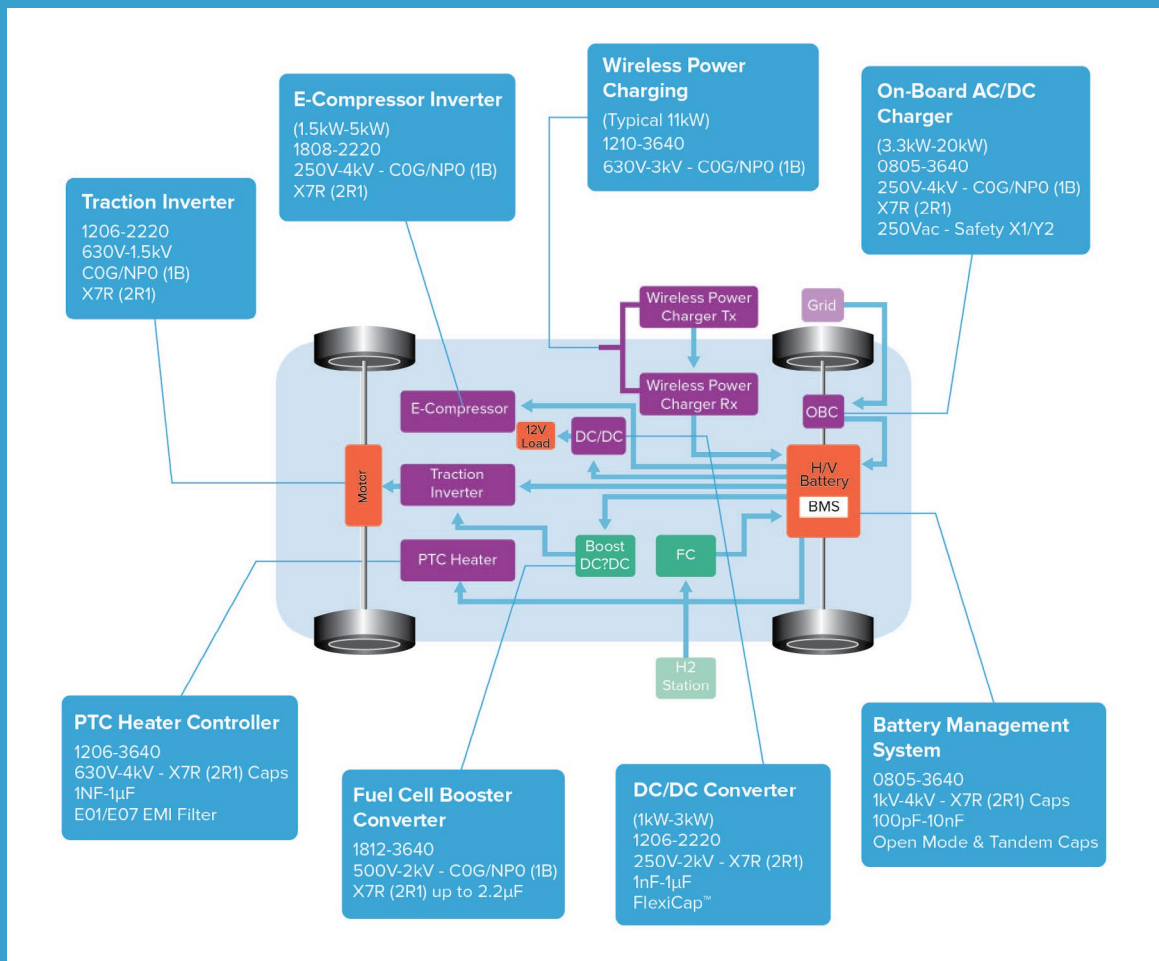 E-Compressor Inverter
(1.5kW-5kW)
1808-2220
250V-4kV - C0G/NP0 (1B)
X7R (2R1)
Wireless Power
Charging
(Typical 11kW)
1210-3640
630V-3kV - C0G/NP0 (1B)
On-Board AC/DC
Charger
(3.3kW-20kW)
0805-3640
250V-4kV - C0G/NP0 (1B)
X7R (2R1)
250Vac - Safety X1/Y2
Traction Inverter
1206-2220
630V-1.5kV
C0G/NP0 (1B)
X7R (2R1)
Wireless Power
Charger Tx
Grid
Wireless Power
Charger Rx
E-Compressor
OBC
12V
Load
DC/DC
H/V
Battery
BMS
Motor
Traction
Inverter
PTC Heater
Boost
DC?DC
FC
H2
Station
PTC Heater Controller
1206-3640
630V-4kV - X7R (2R1) Caps
1NF-1µF
E01/E07 EMI Filter
Fuel Cell Booster
Converter
1812-3640
500V-2kV - C0G/NP0 (1B)
X7R (2R1) up to 2.2µF
DC/DC Converter
(1kW-3kW)
1206-2220
250V-2kV - X7R (2R1)
1nF-1µF
FlexiCap™
Battery Management
System
0805-3640
1kV-4kV - X7R (2R1) Caps
100pF-10nF
Open Mode & Tandem Caps